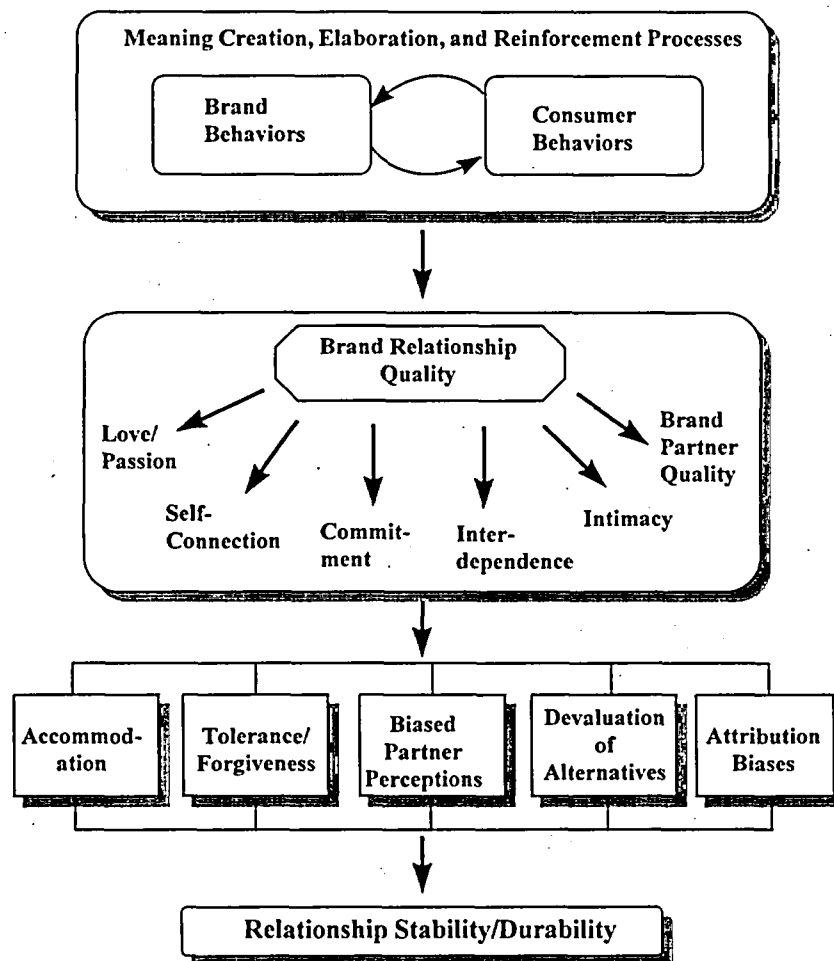 Meaning Creation, Elaboration, and Reinforcement Processes
Brand
Behaviors
Consumer
Behaviors
Brand Relationship
Quality
Love/
Passion
Self-
Connection
Commit-
ment
Inter-
dependence
Intimacy
Brand
Partner
Quality
Accommod-
ation
Tolerance/
Forgiveness
Biased
Partner
Perceptions
Devaluation
of
Alternatives
Attribution
Biases
Relationship Stability/Durability